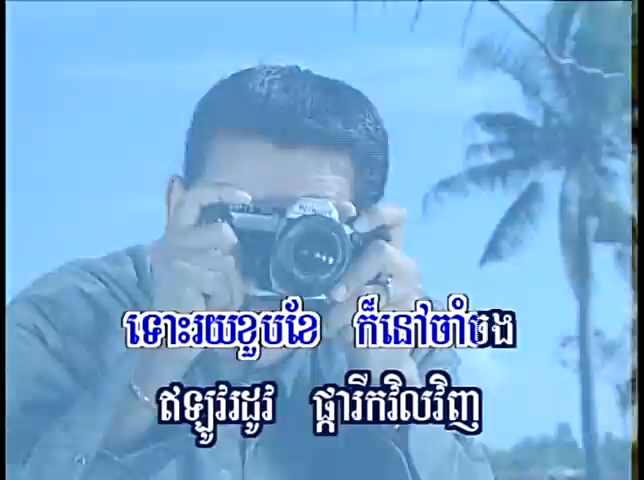 ទោះរយខួបខែ ក៏នៅចាំចង
ឥឡូវរដូវ ផ្ការីកវិលវិញ